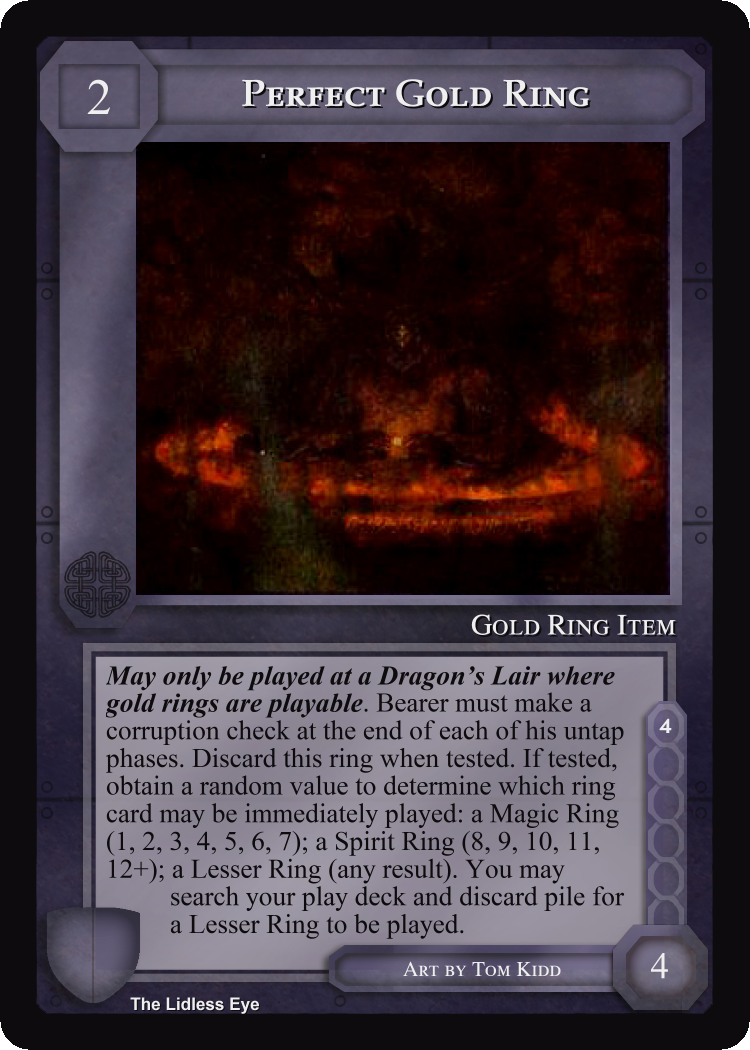 2
Perfect Gold Ring
Gold Ring Item
May only be played at a Dragon's Lair where
gold rings are playable. Bearer must make a
corruption check at the end of each of his untap
phases. Discard this ring when tested. If tested,
obtain a random value to determine which ring
card may be immediately played: a Magic Ring
(1, 2, 3, 4, 5, 6, 7); a Spirit Ring (8, 9, 10, 11,
12+); a Lesser Ring (any result). You may
search your play deck and discard pile for
a Lesser Ring to be played.
4
Art by Tom Kidd
4
The Lidless Eye